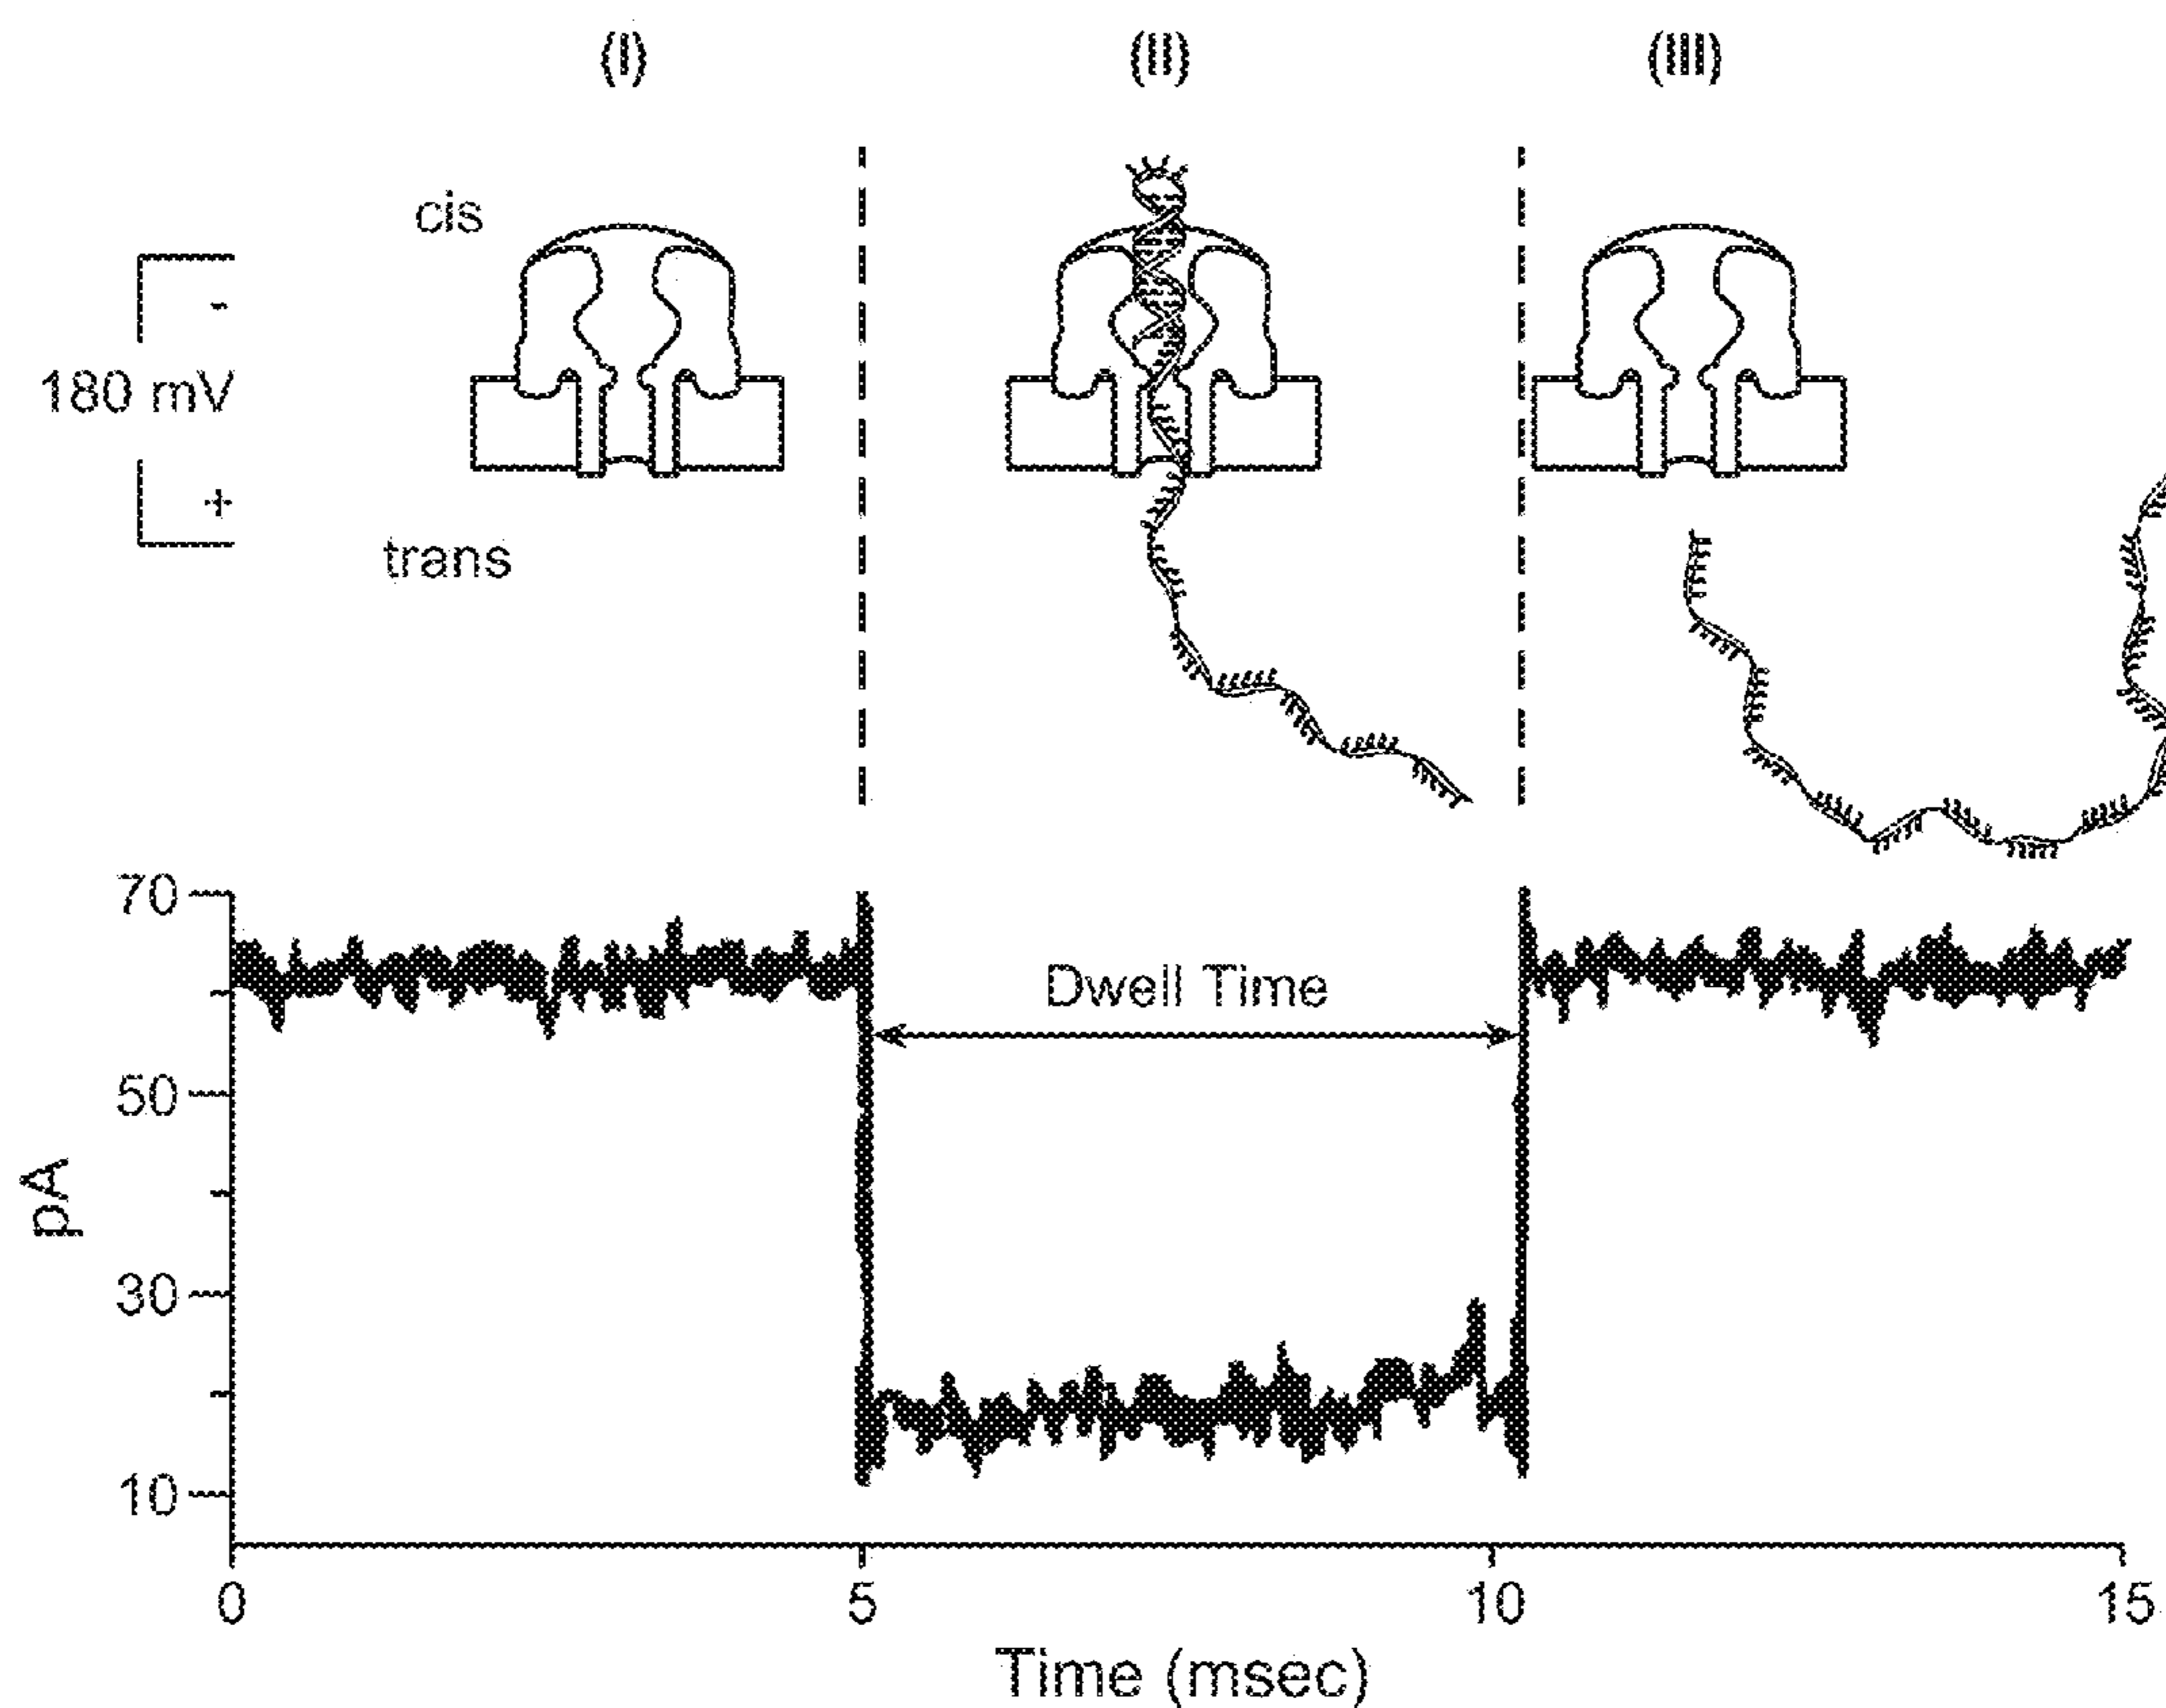 (I) (II) (III)
cis
-
180 mV
+
trans
70
Dwell Time
50
pA
30
10
0 5 10 15
Time (msec)